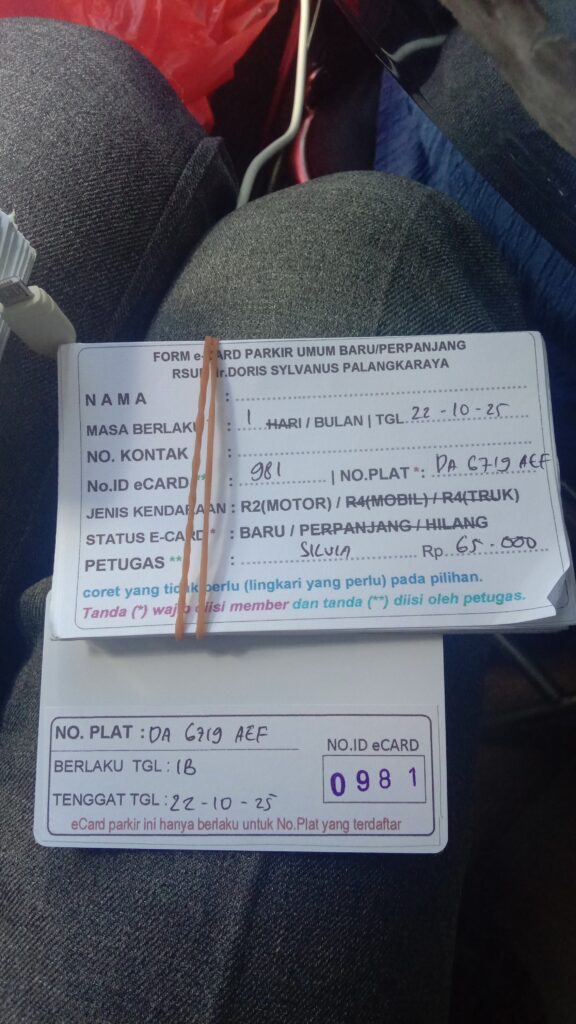 FORM e-CARD PARKIR UMUM BARU/PERPANJANG
RSUD dr.DORIS SYLVANUS PALANGKARAYA
NAMA :
MASA BERLAKU : 1 HARI / BULAN | TGL. 22-10-25
NO. KONTAK :
No.ID eCARD ** : 981 | NO.PLAT *: DA 6719 AEF
JENIS KENDARAAN : R2(MOTOR) / R4(MOBIL) / R4(TRUK)
STATUS E-CARD * : BARU / PERPANJANG / HILANG
PETUGAS ** : SILVIA Rp. 65.000
coret yang tidak perlu (lingkari yang perlu) pada pilihan.
Tanda (*) wajib diisi member dan tanda (**) diisi oleh petugas.
NO. PLAT : DA 6719 AEF
BERLAKU TGL : 1B
TENGGAT TGL : 22-10-25
NO.ID eCARD
0981
eCard parkir ini hanya berlaku untuk No.Plat yang terdaftar